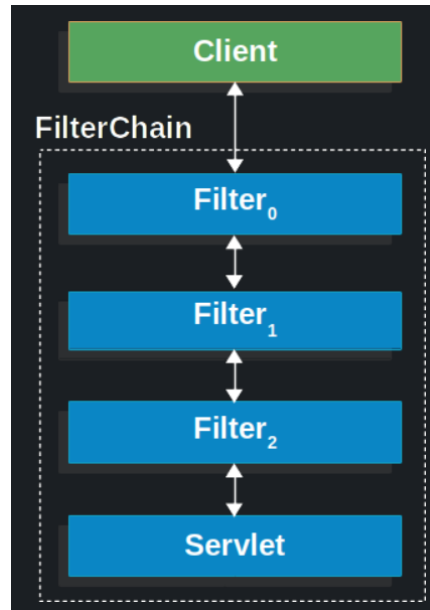 Client
FilterChain
Filter₀
Filter₁
Filter₂
Servlet